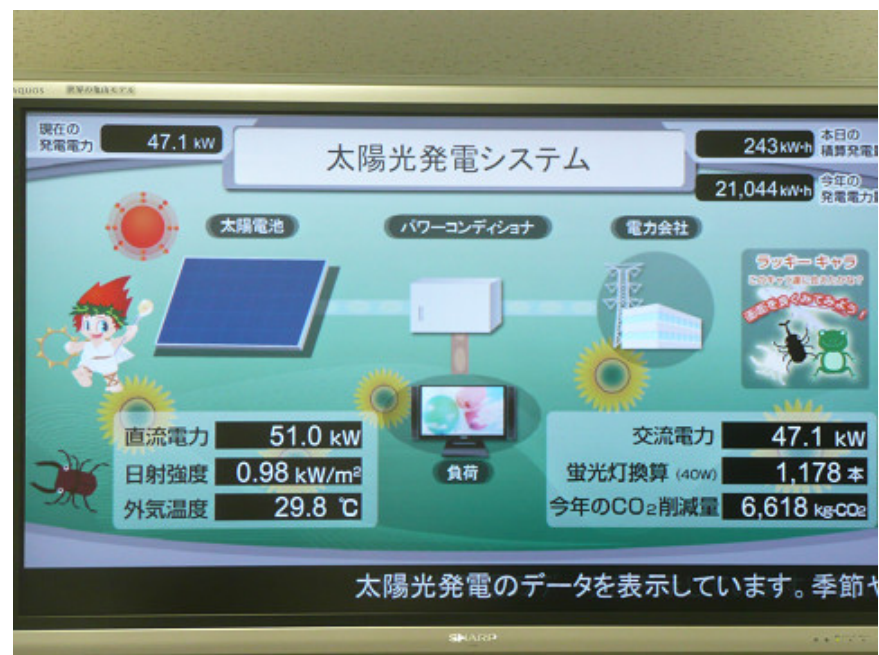 AQUOS
現在の
発電電力
47.1 kW
太陽光発電システム
243 kW·h
本日の
積算発電
21,044 kW·h
今年の
発電電力
太陽電池
パワーコンディショナ
電力会社
ラッキー キャラ
直流電力 51.0 kW
日射強度 0.98 kW/m²
外気温度 29.8 ℃
負荷
交流電力 47.1 kW
蛍光灯換算 (40W) 1,178 本
今年のCO₂削減量 6,618 kg-CO₂
太陽光発電のデータを表示しています。季節や
SHARP